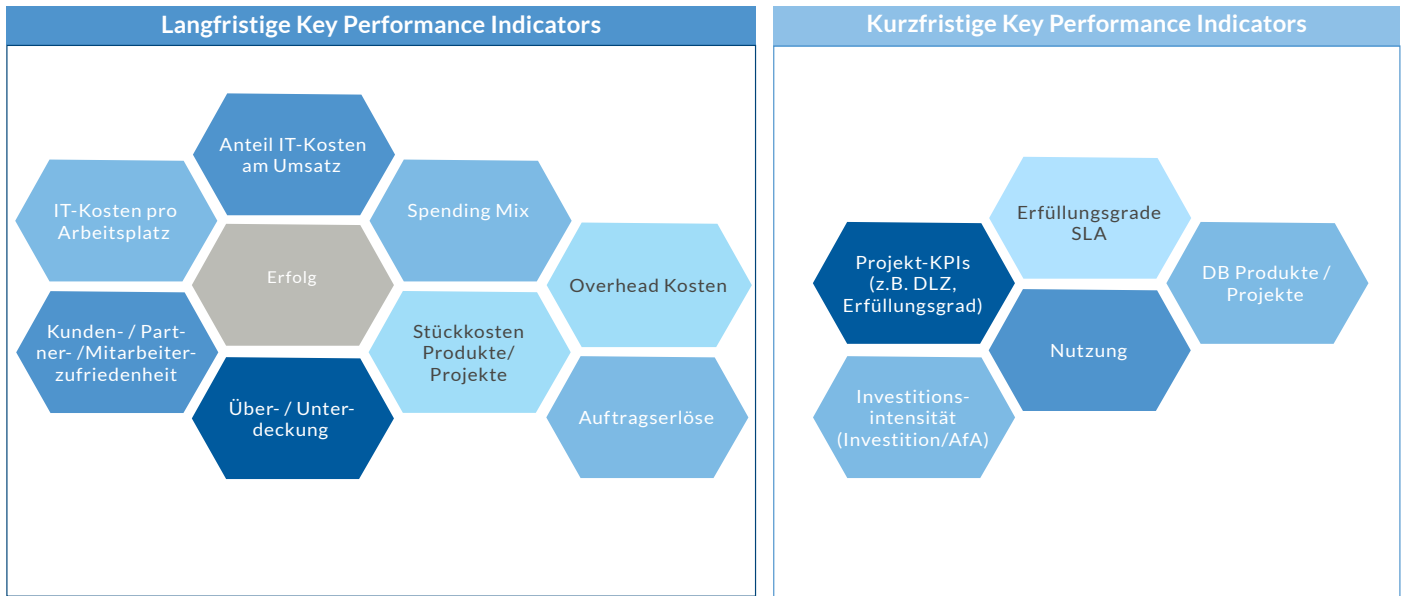 Langfristige Key Performance Indicators
Anteil IT-Kosten
am Umsatz
IT-Kosten pro
Arbeitsplatz
Spending Mix
Erfolg
Overhead Kosten
Kunden- / Part-
ner- /Mitarbeiter-
zufriedenheit
Stückkosten
Produkte/
Projekte
Über- / Unter-
deckung
Auftragserlöse
Kurzfristige Key Performance Indicators
Erfüllungsgrade
SLA
Projekt-KPIs
(z.B. DLZ,
Erfüllungsgrad)
DB Produkte /
Projekte
Nutzung
Investitions-
intensität
(Investition/AfA)